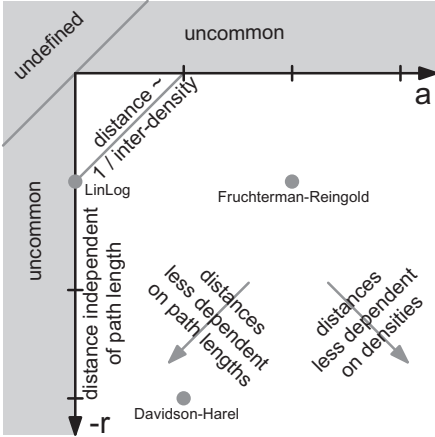 undefined
uncommon
a
distance ~
1 / inter-density
LinLog
Fruchterman-Reingold
uncommon
distance independent
of path length
distances
less dependent
on path lengths
distances
less dependent
on densities
Davidson-Harel
-r